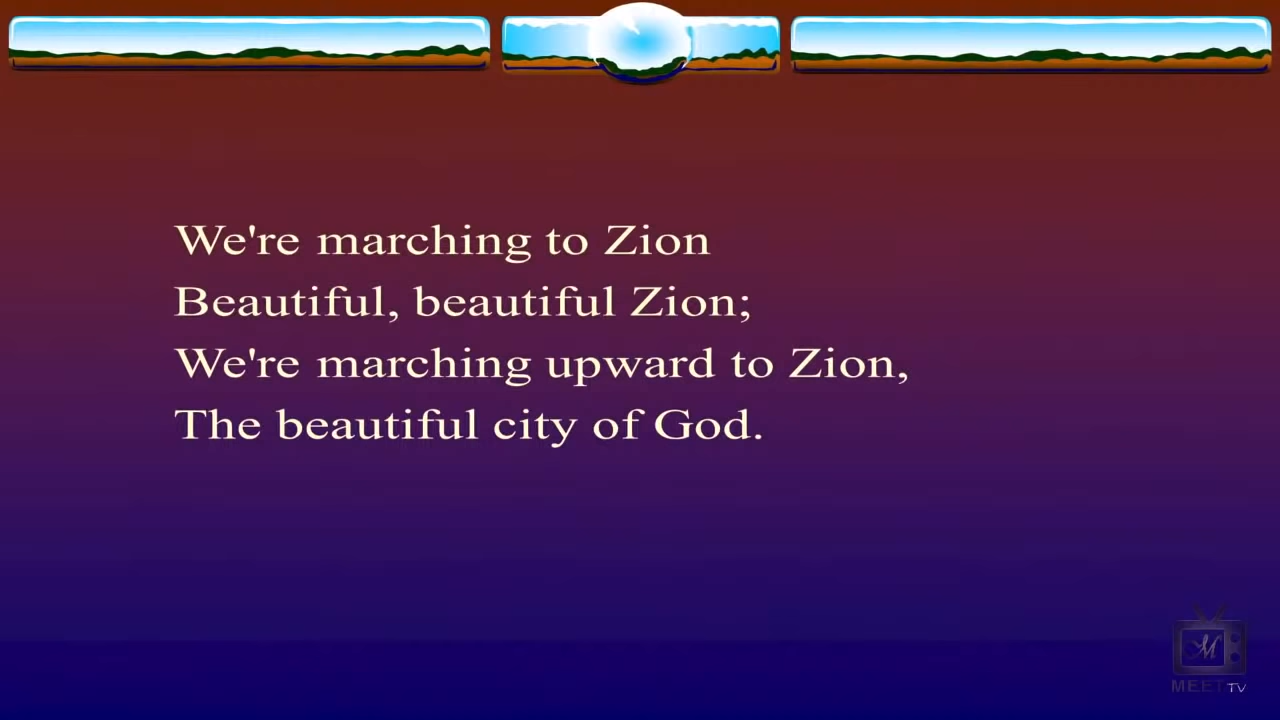 We're marching to Zion
Beautiful, beautiful Zion;
We're marching upward to Zion,
The beautiful city of God.
M
MEET TV